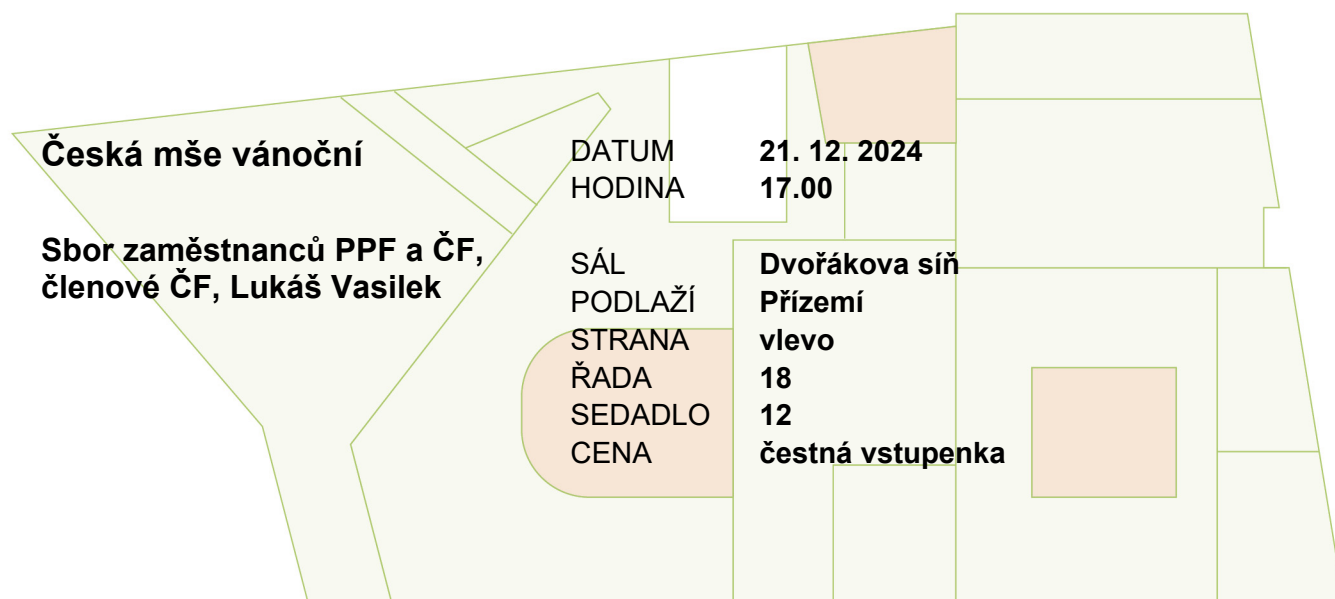 Česká mše vánoční
Sbor zaměstnanců PPF a ČF,
členové ČF, Lukáš Vasilek
DATUM 21. 12. 2024
HODINA 17.00
SÁL Dvořákova síň
PODLAŽÍ Přízemí
STRANA vlevo
ŘADA 18
SEDADLO 12
CENA čestná vstupenka